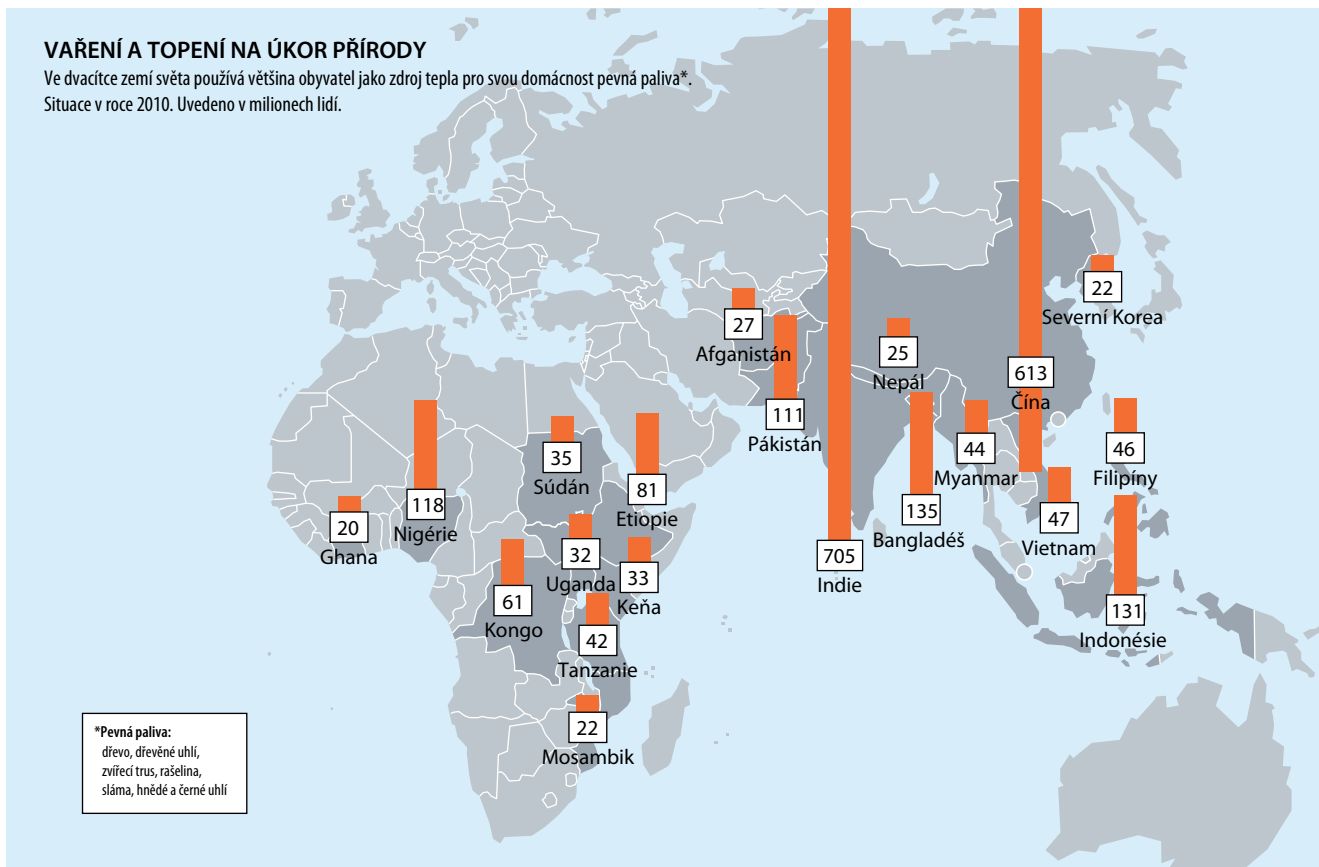 VAŘENÍ A TOPENÍ NA ÚKOR PŘÍRODY
Ve dvacítce zemí světa používá většina obyvatel jako zdroj tepla pro svou domácnost pevná paliva*.
Situace v roce 2010. Uvedeno v milionech lidí.
22
Severní Korea
27
Afganistán
25
Nepál
613
Čína
111
Pákistán
44
Myanmar
46
Filipíny
35
Súdán
81
Etiopie
118
Nigérie
20
Ghana
135
Bangladéš
47
Vietnam
705
Indie
32
Uganda
33
Keňa
61
Kongo
131
Indonésie
42
Tanzanie
22
Mosambik
*Pevná paliva:
dřevo, dřevěné uhlí,
zvířecí trus, rašelina,
sláma, hnědé a černé uhlí